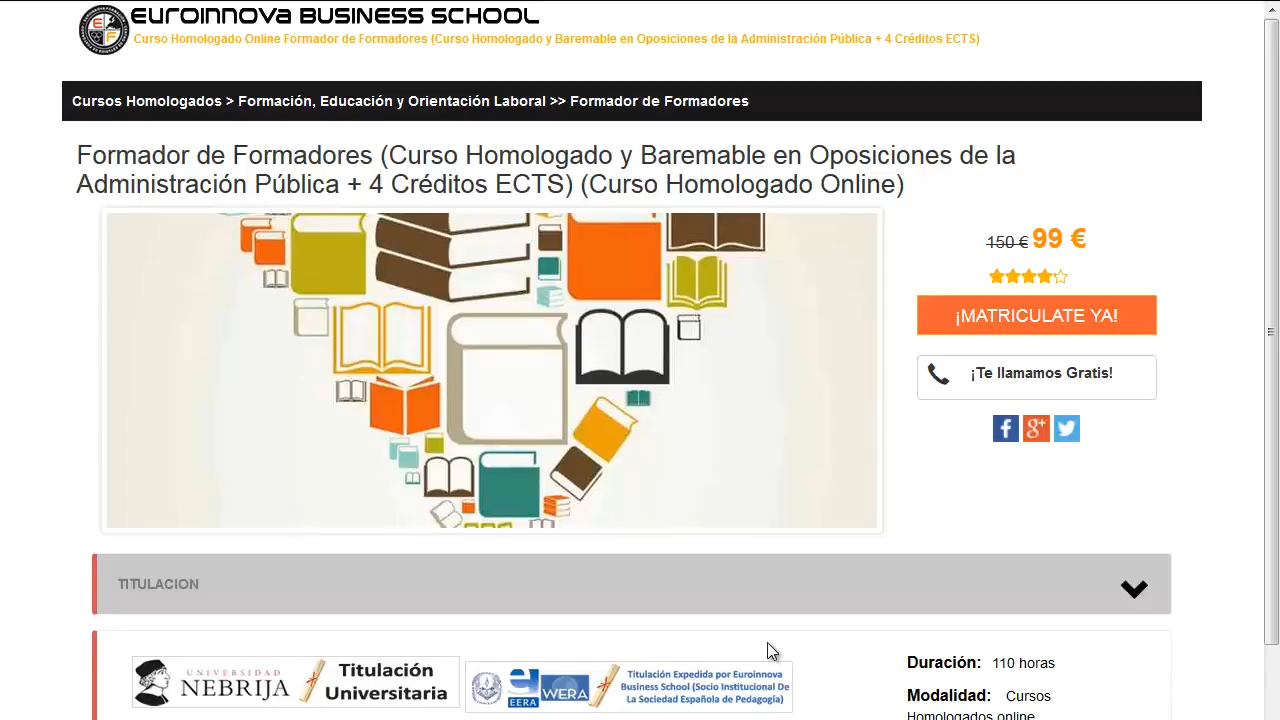 EUROINNOVA BUSINESS SCHOOL
Curso Homologado Online Formador de Formadores (Curso Homologado y Baremable en Oposiciones de la Administración Pública + 4 Créditos ECTS)
Cursos Homologados > Formación, Educación y Orientación Laboral >> Formador de Formadores
Formador de Formadores (Curso Homologado y Baremable en Oposiciones de la
Administración Pública + 4 Créditos ECTS) (Curso Homologado Online)
150 € 99 €
¡MATRICULATE YA!
¡Te llamamos Gratis!
TITULACION
UNIVERSIDAD
NEBRIJA
Titulación
Universitaria
EERA
WERA
Titulación Expedida por Euroinnova
Business School (Socio Institucional De
La Sociedad Española de Pedagogía)
Duración: 110 horas
Modalidad: Cursos
Homologados online